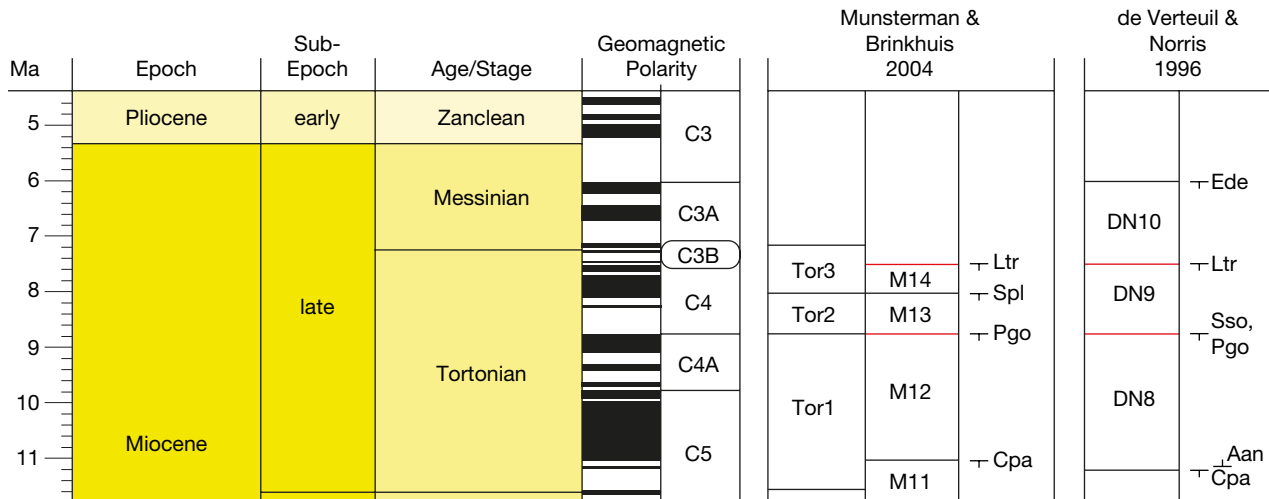 Munsterman &
Brinkhuis
2004
de Verteuil &
Norris
1996
Ma
Epoch
Sub-
Epoch
Age/Stage
Geomagnetic
Polarity
5
6
7
8
9
10
11
Pliocene
early
Zanclean
Miocene
late
Messinian
Tortonian
C3
C3A
C3B
C4
C4A
C5
Tor3
Tor2
Tor1
M14
M13
M12
M11
Ltr
Spl
Pgo
Cpa
DN10
DN9
DN8
Ede
Ltr
Sso,
Pgo
Aan
Cpa